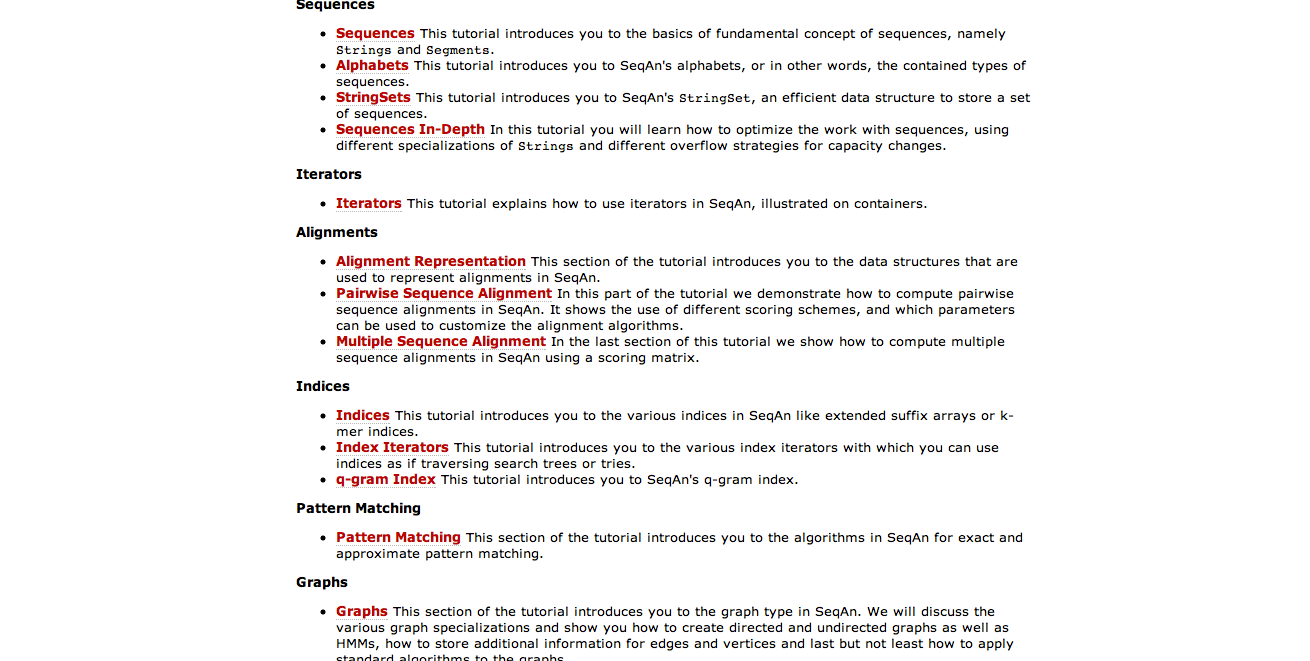 Sequences
Sequences This tutorial introduces you to the basics of fundamental concept of sequences, namely
Strings and Segments.
Alphabets This tutorial introduces you to SeqAn's alphabets, or in other words, the contained types of
sequences.
StringSets This tutorial introduces you to SeqAn's StringSet, an efficient data structure to store a set
of sequences.
Sequences In-Depth In this tutorial you will learn how to optimize the work with sequences, using
different specializations of Strings and different overflow strategies for capacity changes.
Iterators
Iterators This tutorial explains how to use iterators in SeqAn, illustrated on containers.
Alignments
Alignment Representation This section of the tutorial introduces you to the data structures that are
used to represent alignments in SeqAn.
Pairwise Sequence Alignment In this part of the tutorial we demonstrate how to compute pairwise
sequence alignments in SeqAn. It shows the use of different scoring schemes, and which parameters
can be used to customize the alignment algorithms.
Multiple Sequence Alignment In the last section of this tutorial we show how to compute multiple
sequence alignments in SeqAn using a scoring matrix.
Indices
Indices This tutorial introduces you to the various indices in SeqAn like extended suffix arrays or k-
mer indices.
Index Iterators This tutorial introduces you to the various index iterators with which you can use
indices as if traversing search trees or tries.
q-gram Index This tutorial introduces you to SeqAn's q-gram index.
Pattern Matching
Pattern Matching This section of the tutorial introduces you to the algorithms in SeqAn for exact and
approximate pattern matching.
Graphs
Graphs This section of the tutorial introduces you to the graph type in SeqAn. We will discuss the
various graph specializations and show you how to create directed and undirected graphs as well as
HMMs, how to store additional information for edges and vertices and last but not least how to apply
standard algorithms to the graphs.